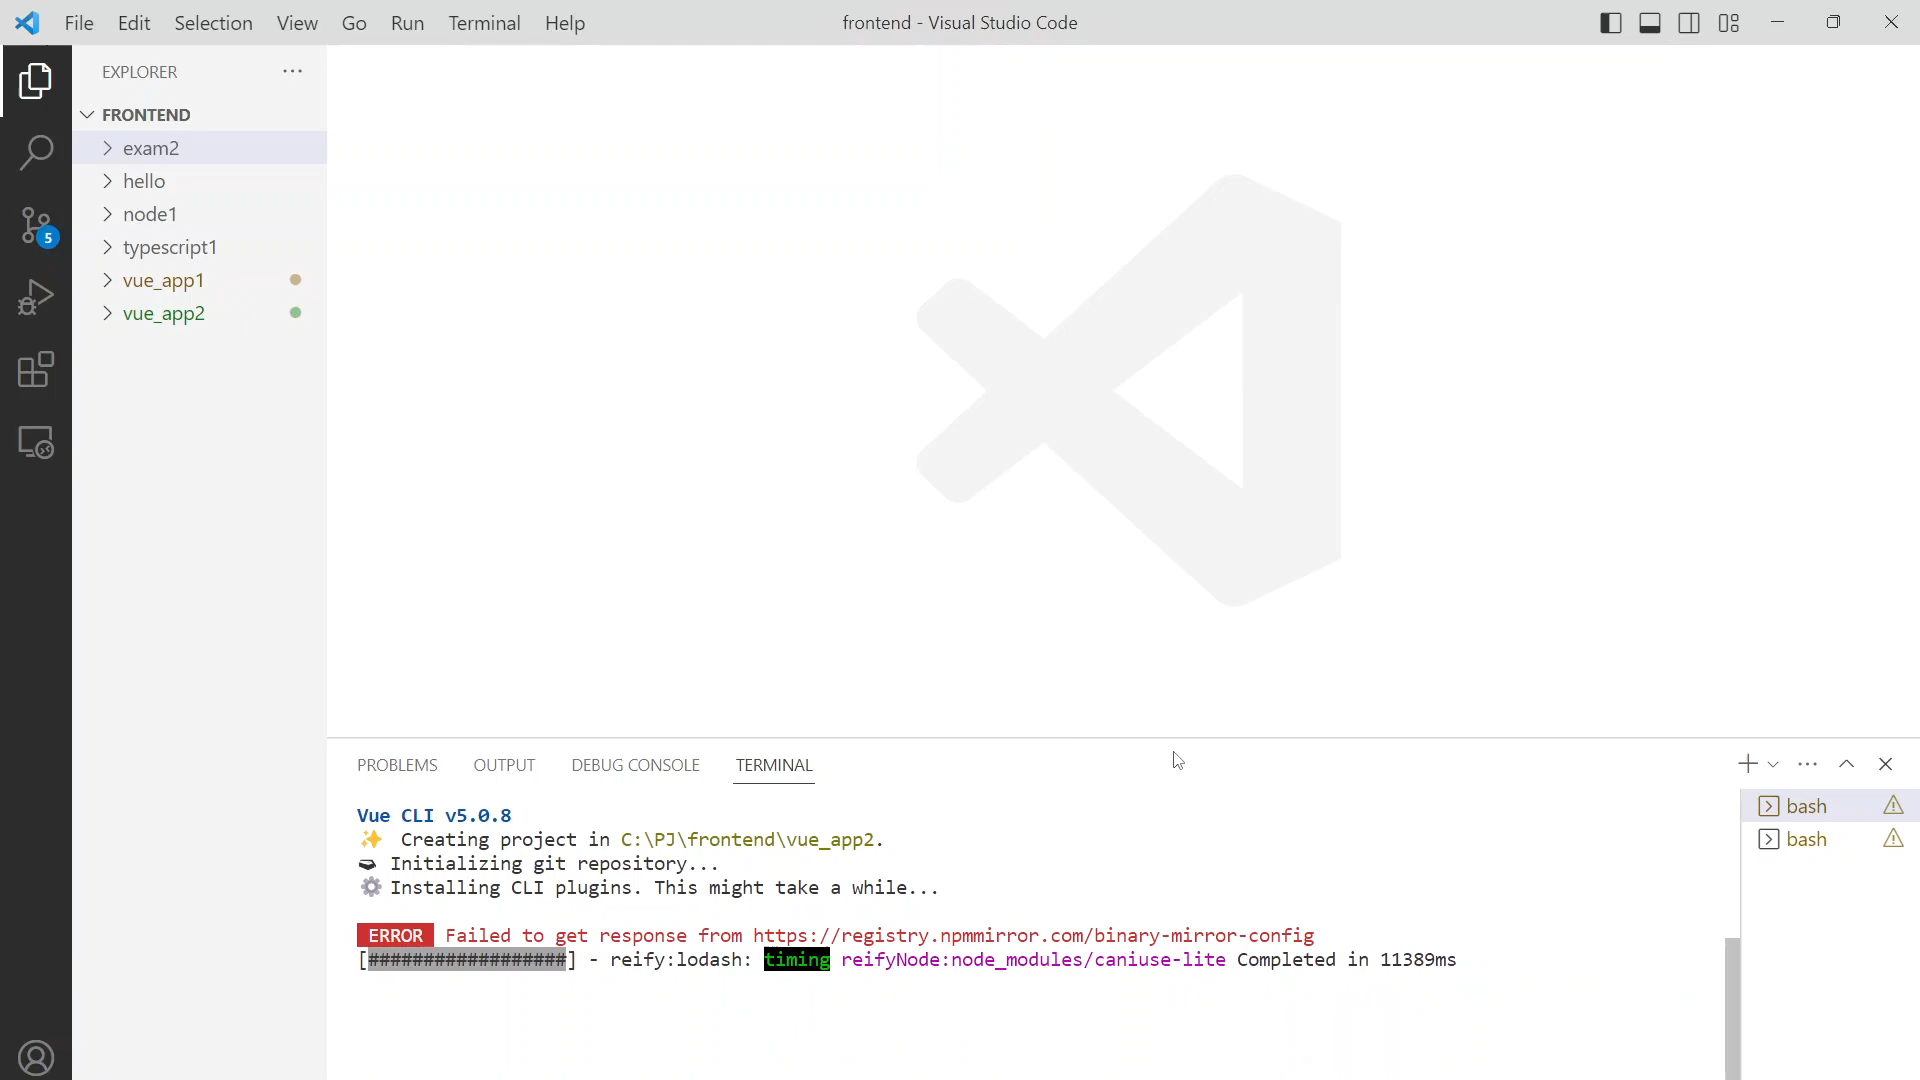 File Edit Selection View Go Run Terminal Help
frontend - Visual Studio Code
EXPLORER
FRONTEND
exam2
hello
node1
typescript1
vue_app1
vue_app2
5
PROBLEMS OUTPUT DEBUG CONSOLE TERMINAL
Vue CLI v5.0.8
✨ Creating project in C:\PJ\frontend\vue_app2.
Initializing git repository...
⚙️ Installing CLI plugins. This might take a while...
ERROR Failed to get response from https://registry.npmmirror.com/binary-mirror-config
[##################] - reify:lodash: timing reifyNode:node_modules/caniuse-lite Completed in 11389ms
bash
bash